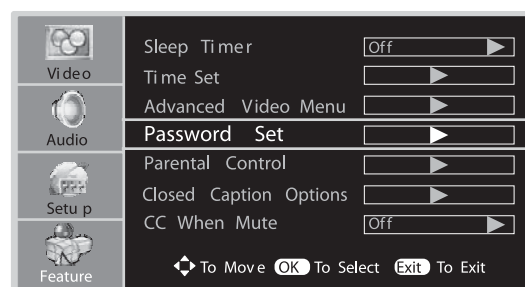 Video
Audio
Setup
Feature
Sleep Timer Off
Time Set
Advanced Video Menu
Password Set
Parental Control
Closed Caption Options
CC When Mute Off
To Move OK To Select Exit To Exit